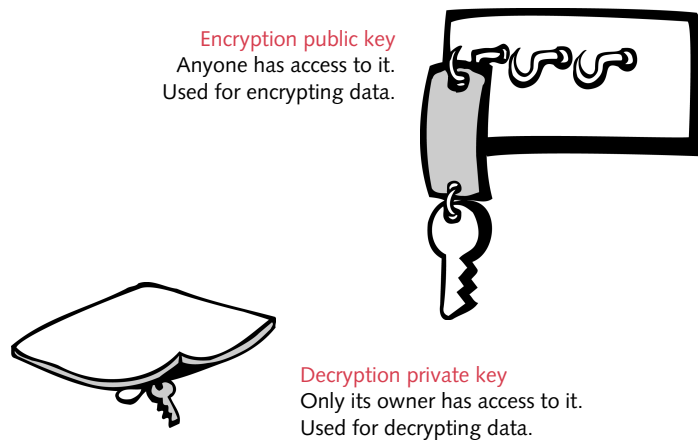 Encryption public key
Anyone has access to it.
Used for encrypting data.
Decryption private key
Only its owner has access to it.
Used for decrypting data.